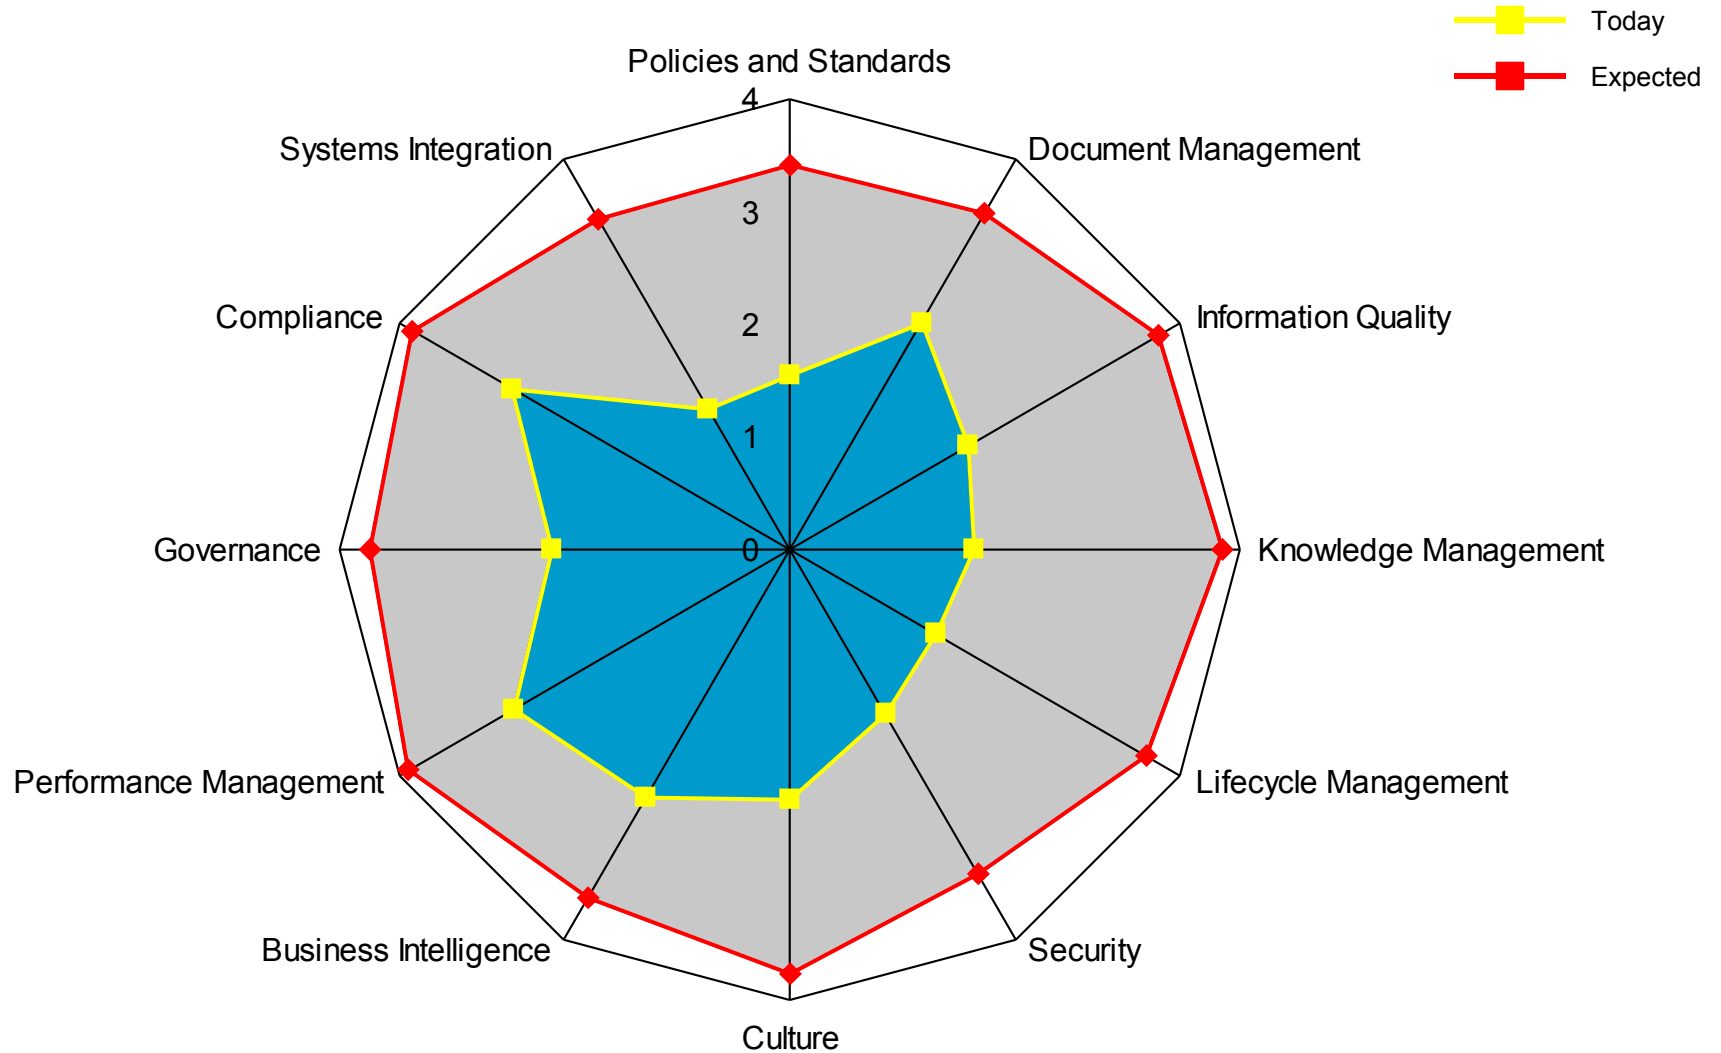 Today
Expected
Policies and Standards
4
Systems Integration
Document Management
3
Compliance
2
Information Quality
1
Governance
0
Knowledge Management
Performance Management
Lifecycle Management
Business Intelligence
Security
Culture